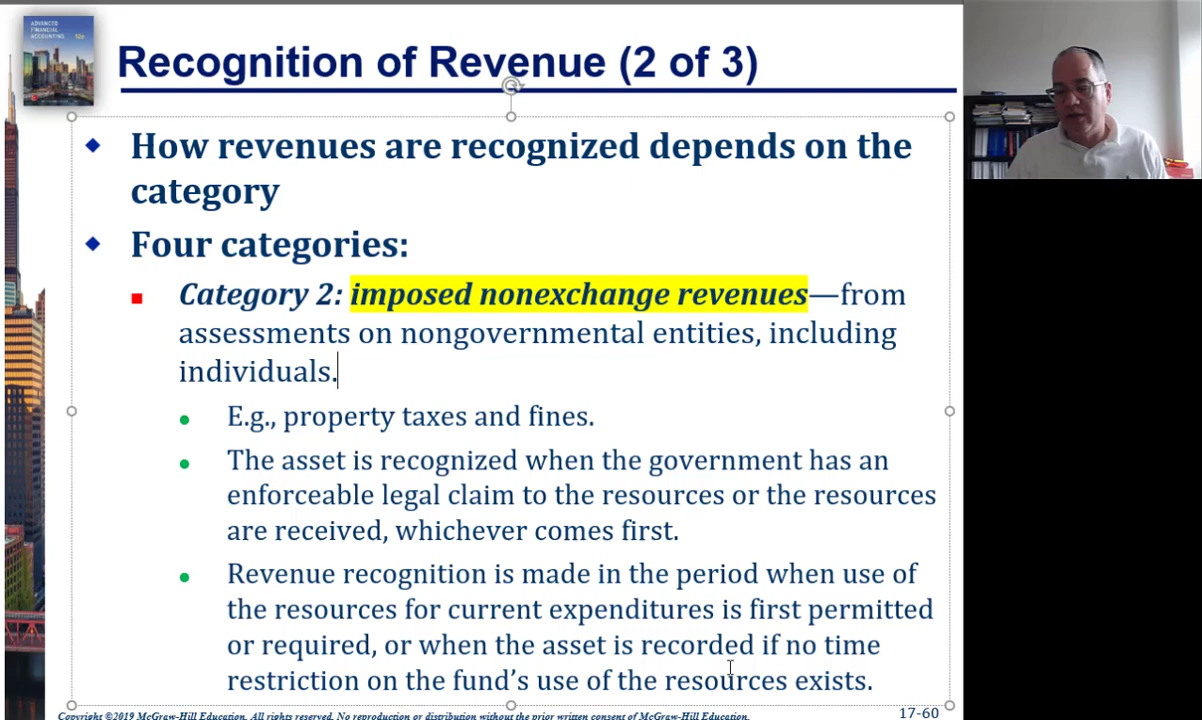 ADVANCED
FINANCIAL
ACCOUNTING 12e
Recognition of Revenue (2 of 3)
How revenues are recognized depends on the
category
Four categories:
Category 2: imposed nonexchange revenues—from
assessments on nongovernmental entities, including
individuals.
E.g., property taxes and fines.
The asset is recognized when the government has an
enforceable legal claim to the resources or the resources
are received, whichever comes first.
Revenue recognition is made in the period when use of
the resources for current expenditures is first permitted
or required, or when the asset is recorded if no time
restriction on the fund’s use of the resources exists.
Copyright ©2019 McGraw-Hill Education. All rights reserved. No reproduction or distribution without the prior written consent of McGraw-Hill Education.
17-60